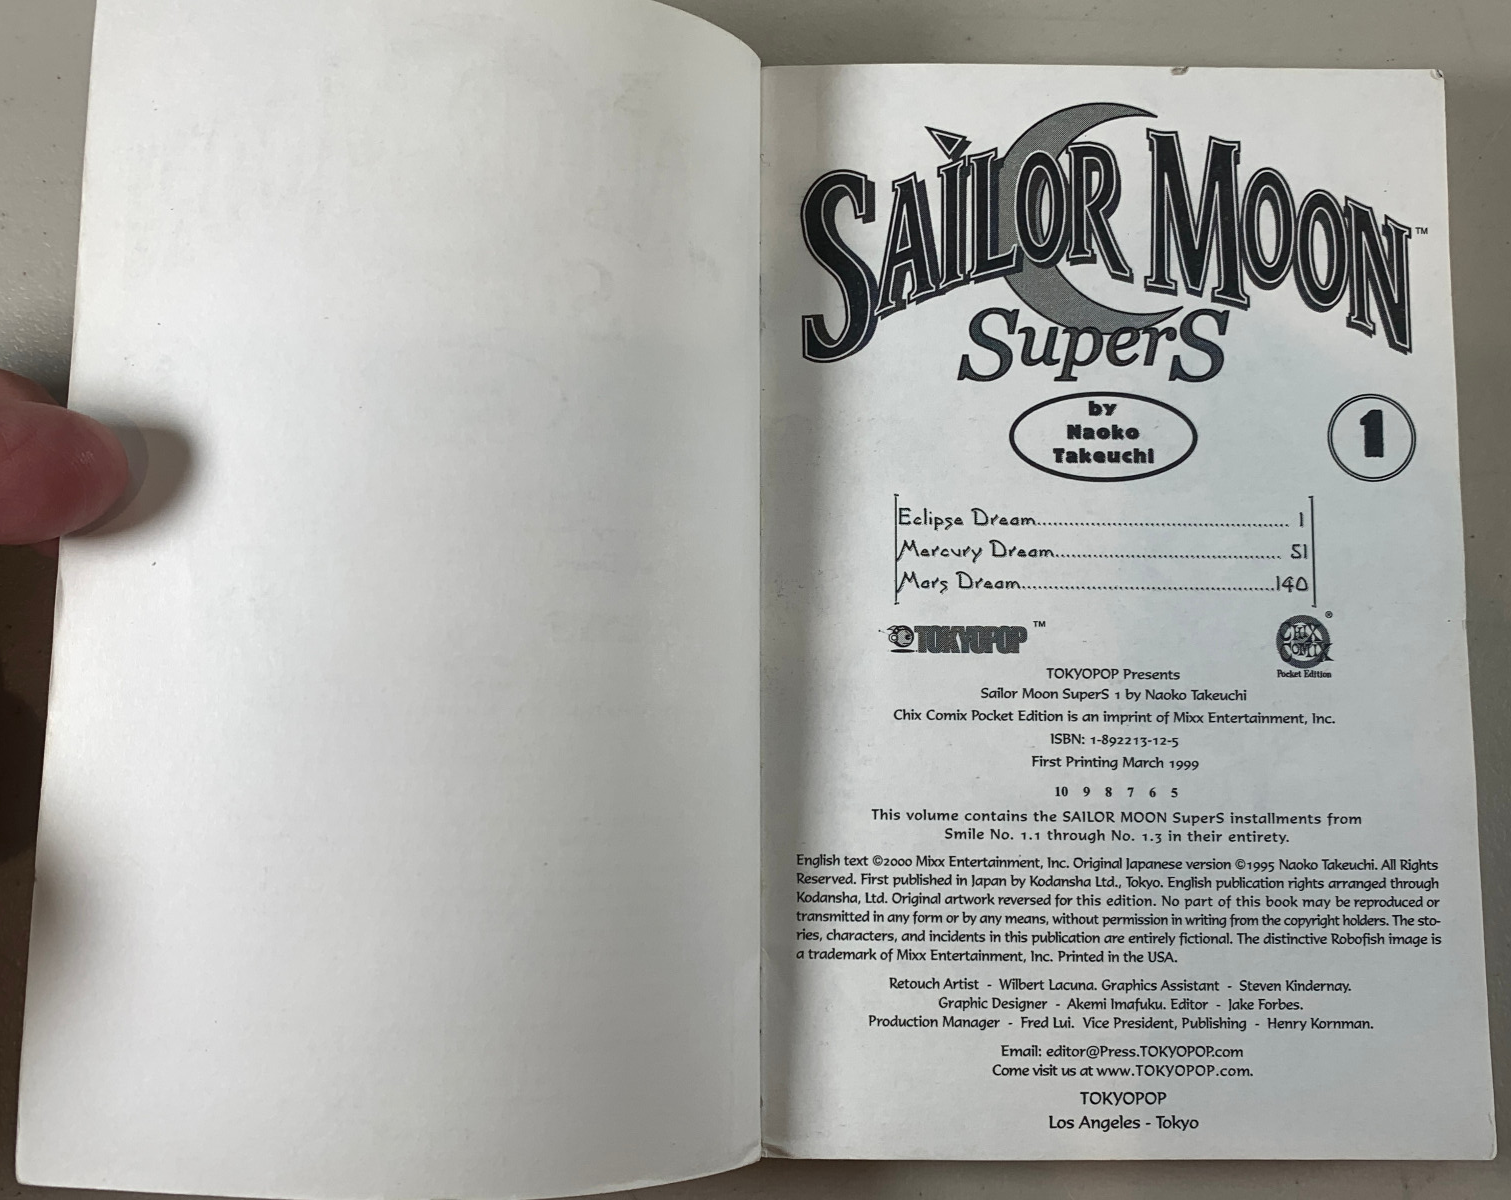 SAILOR MOON™
SuperS
by
Naoko
Takeuchi
1
Eclipse Dream................................................ 1
Mercury Dream........................................... 51
Mars Dream................................................140
TOKYOPOP™
CHIX COMIX®
Pocket Edition
TOKYOPOP Presents
Sailor Moon SuperS 1 by Naoko Takeuchi
Chix Comix Pocket Edition is an imprint of Mixx Entertainment, Inc.
ISBN: 1-892213-12-5
First Printing March 1999
10 9 8 7 6 5
This volume contains the SAILOR MOON SuperS installments from
Smile No. 1.1 through No. 1.3 in their entirety.
English text ©2000 Mixx Entertainment, Inc. Original Japanese version ©1995 Naoko Takeuchi. All Rights
Reserved. First published in Japan by Kodansha Ltd., Tokyo. English publication rights arranged through
Kodansha, Ltd. Original artwork reversed for this edition. No part of this book may be reproduced or
transmitted in any form or by any means, without permission in writing from the copyright holders. The sto-
ries, characters, and incidents in this publication are entirely fictional. The distinctive Robofish image is
a trademark of Mixx Entertainment, Inc. Printed in the USA.
Retouch Artist - Wilbert Lacuna. Graphics Assistant - Steven Kindernay.
Graphic Designer - Akemi Imafuku. Editor - Jake Forbes.
Production Manager - Fred Lui. Vice President, Publishing - Henry Kornman.
Email: editor@Press.TOKYOPOP.com
Come visit us at www.TOKYOPOP.com.
TOKYOPOP
Los Angeles - Tokyo